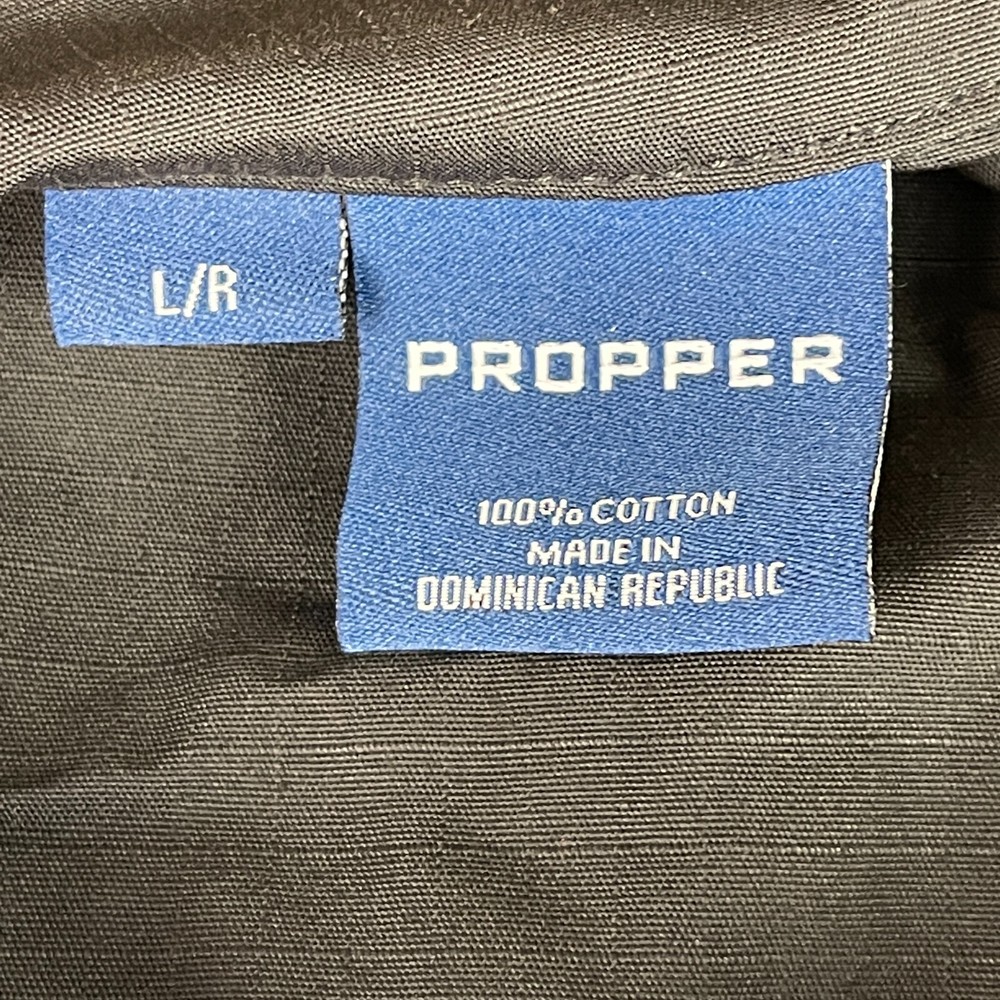 L/R
PROPPER
100% COTTON
MADE IN
DOMINICAN REPUBLIC